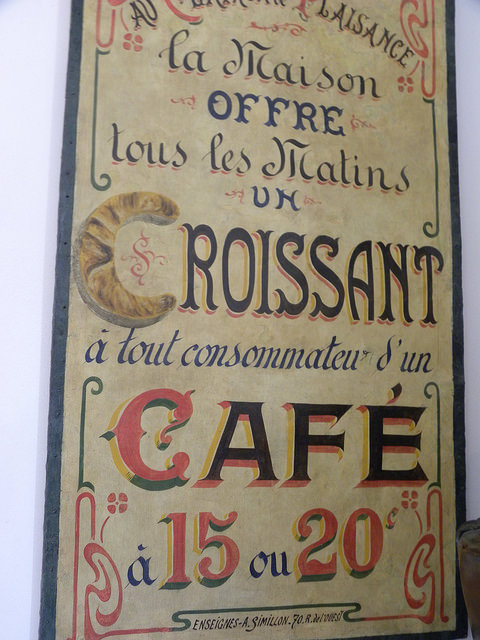 AU PLAISANCE
la Maison
OFFRE
tous les Matins
UN
CROISSANT
à tout consommateur d'un
CAFÉ
à 15 ou 20c
ENSEIGNES-A. SIMILLON. 70. R. de l'OUEST